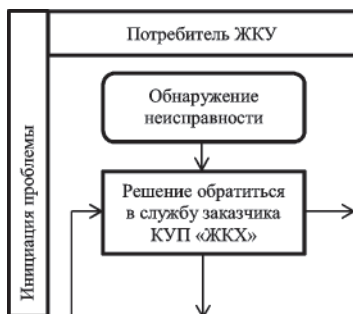 Потребитель ЖКУ
Инициация проблемы
Обнаружение
неисправности
Решение обратиться
в службу заказчика
КУП «ЖКХ»